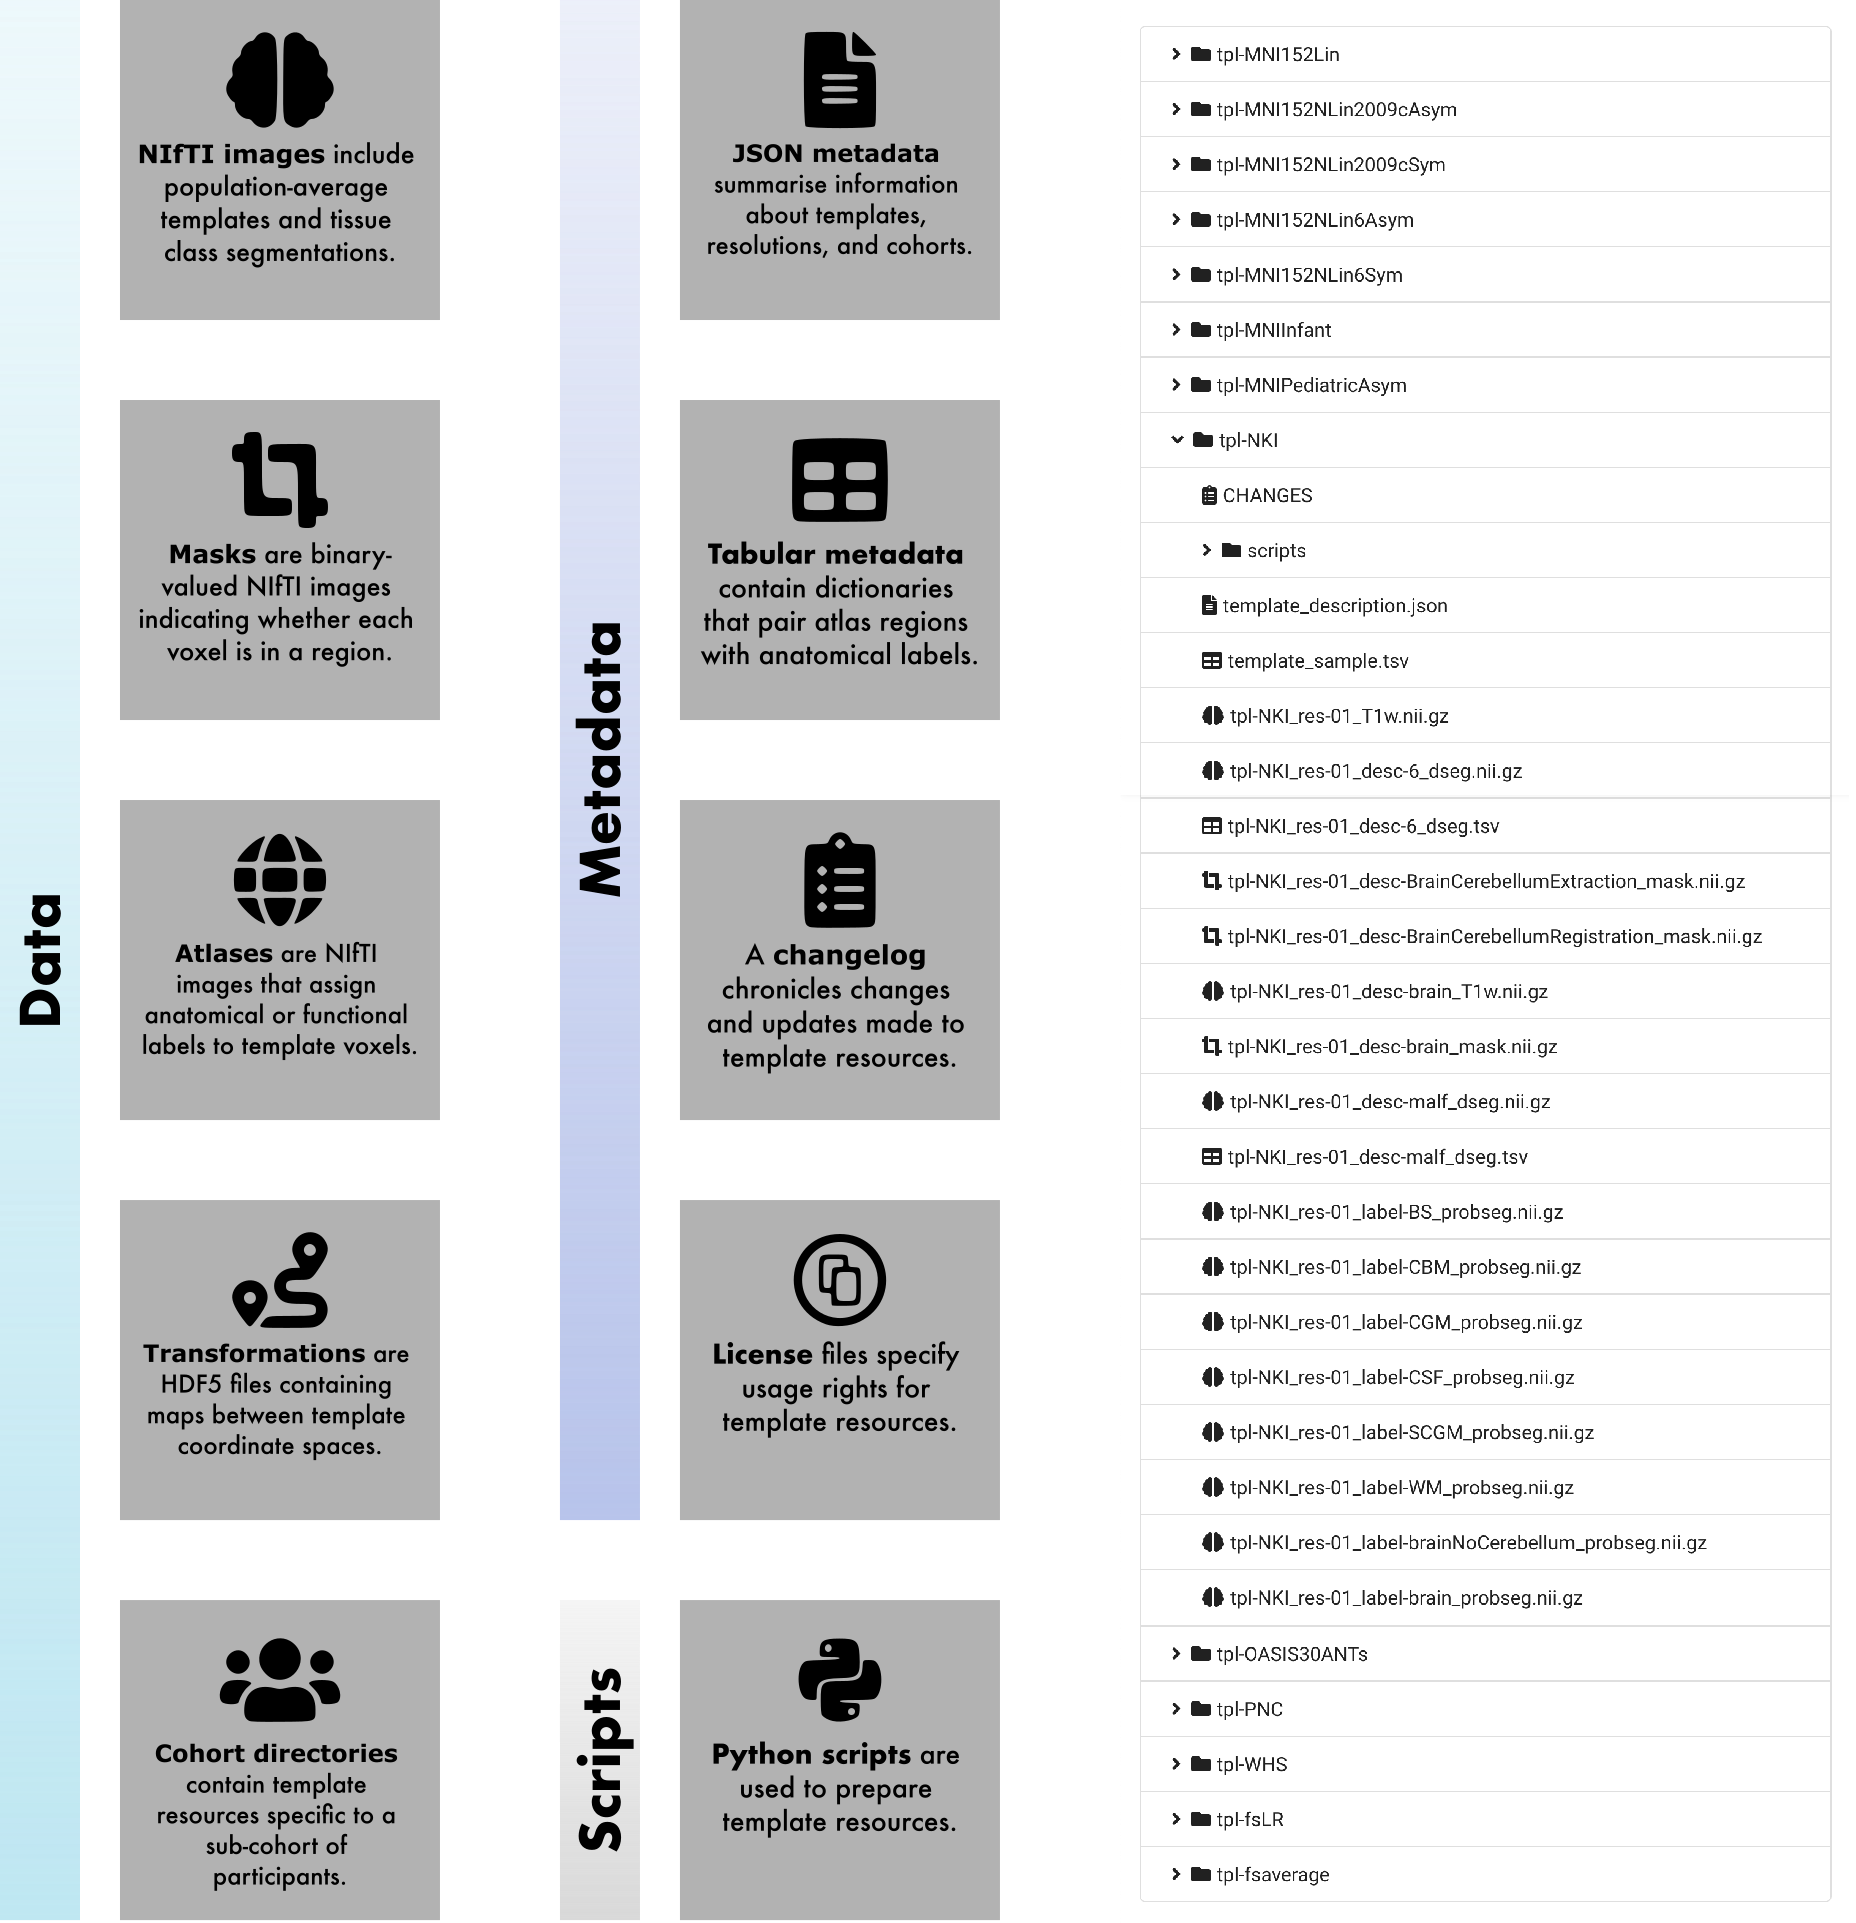 Data
NIfTI images include
population-average
templates and tissue
class segmentations.
Masks are binary-
valued NIfTI images
indicating whether each
voxel is in a region.
Atlases are NIfTI
images that assign
anatomical or functional
labels to template voxels.
Transformations are
HDF5 files containing
maps between template
coordinate spaces.
Cohort directories
contain template
resources specific to a
sub-cohort of
participants.
Metadata
JSON metadata
summarise information
about templates,
resolutions, and cohorts.
Tabular metadata
contain dictionaries
that pair atlas regions
with anatomical labels.
A changelog
chronicles changes
and updates made to
template resources.
License files specify
usage rights for
template resources.
Scripts
Python scripts are
used to prepare
template resources.
tpl-MNI152Lin
tpl-MNI152NLin2009cAsym
tpl-MNI152NLin2009cSym
tpl-MNI152NLin6Asym
tpl-MNI152NLin6Sym
tpl-MNIInfant
tpl-MNIPediatricAsym
tpl-NKI
CHANGES
scripts
template_description.json
template_sample.tsv
tpl-NKI_res-01_T1w.nii.gz
tpl-NKI_res-01_desc-6_dseg.nii.gz
tpl-NKI_res-01_desc-6_dseg.tsv
tpl-NKI_res-01_desc-BrainCerebellumExtraction_mask.nii.gz
tpl-NKI_res-01_desc-BrainCerebellumRegistration_mask.nii.gz
tpl-NKI_res-01_desc-brain_T1w.nii.gz
tpl-NKI_res-01_desc-brain_mask.nii.gz
tpl-NKI_res-01_desc-malf_dseg.nii.gz
tpl-NKI_res-01_desc-malf_dseg.tsv
tpl-NKI_res-01_label-BS_probseg.nii.gz
tpl-NKI_res-01_label-CBM_probseg.nii.gz
tpl-NKI_res-01_label-CGM_probseg.nii.gz
tpl-NKI_res-01_label-CSF_probseg.nii.gz
tpl-NKI_res-01_label-SCGM_probseg.nii.gz
tpl-NKI_res-01_label-WM_probseg.nii.gz
tpl-NKI_res-01_label-brainNoCerebellum_probseg.nii.gz
tpl-NKI_res-01_label-brain_probseg.nii.gz
tpl-OASIS30ANTs
tpl-PNC
tpl-WHS
tpl-fsLR
tpl-fsaverage